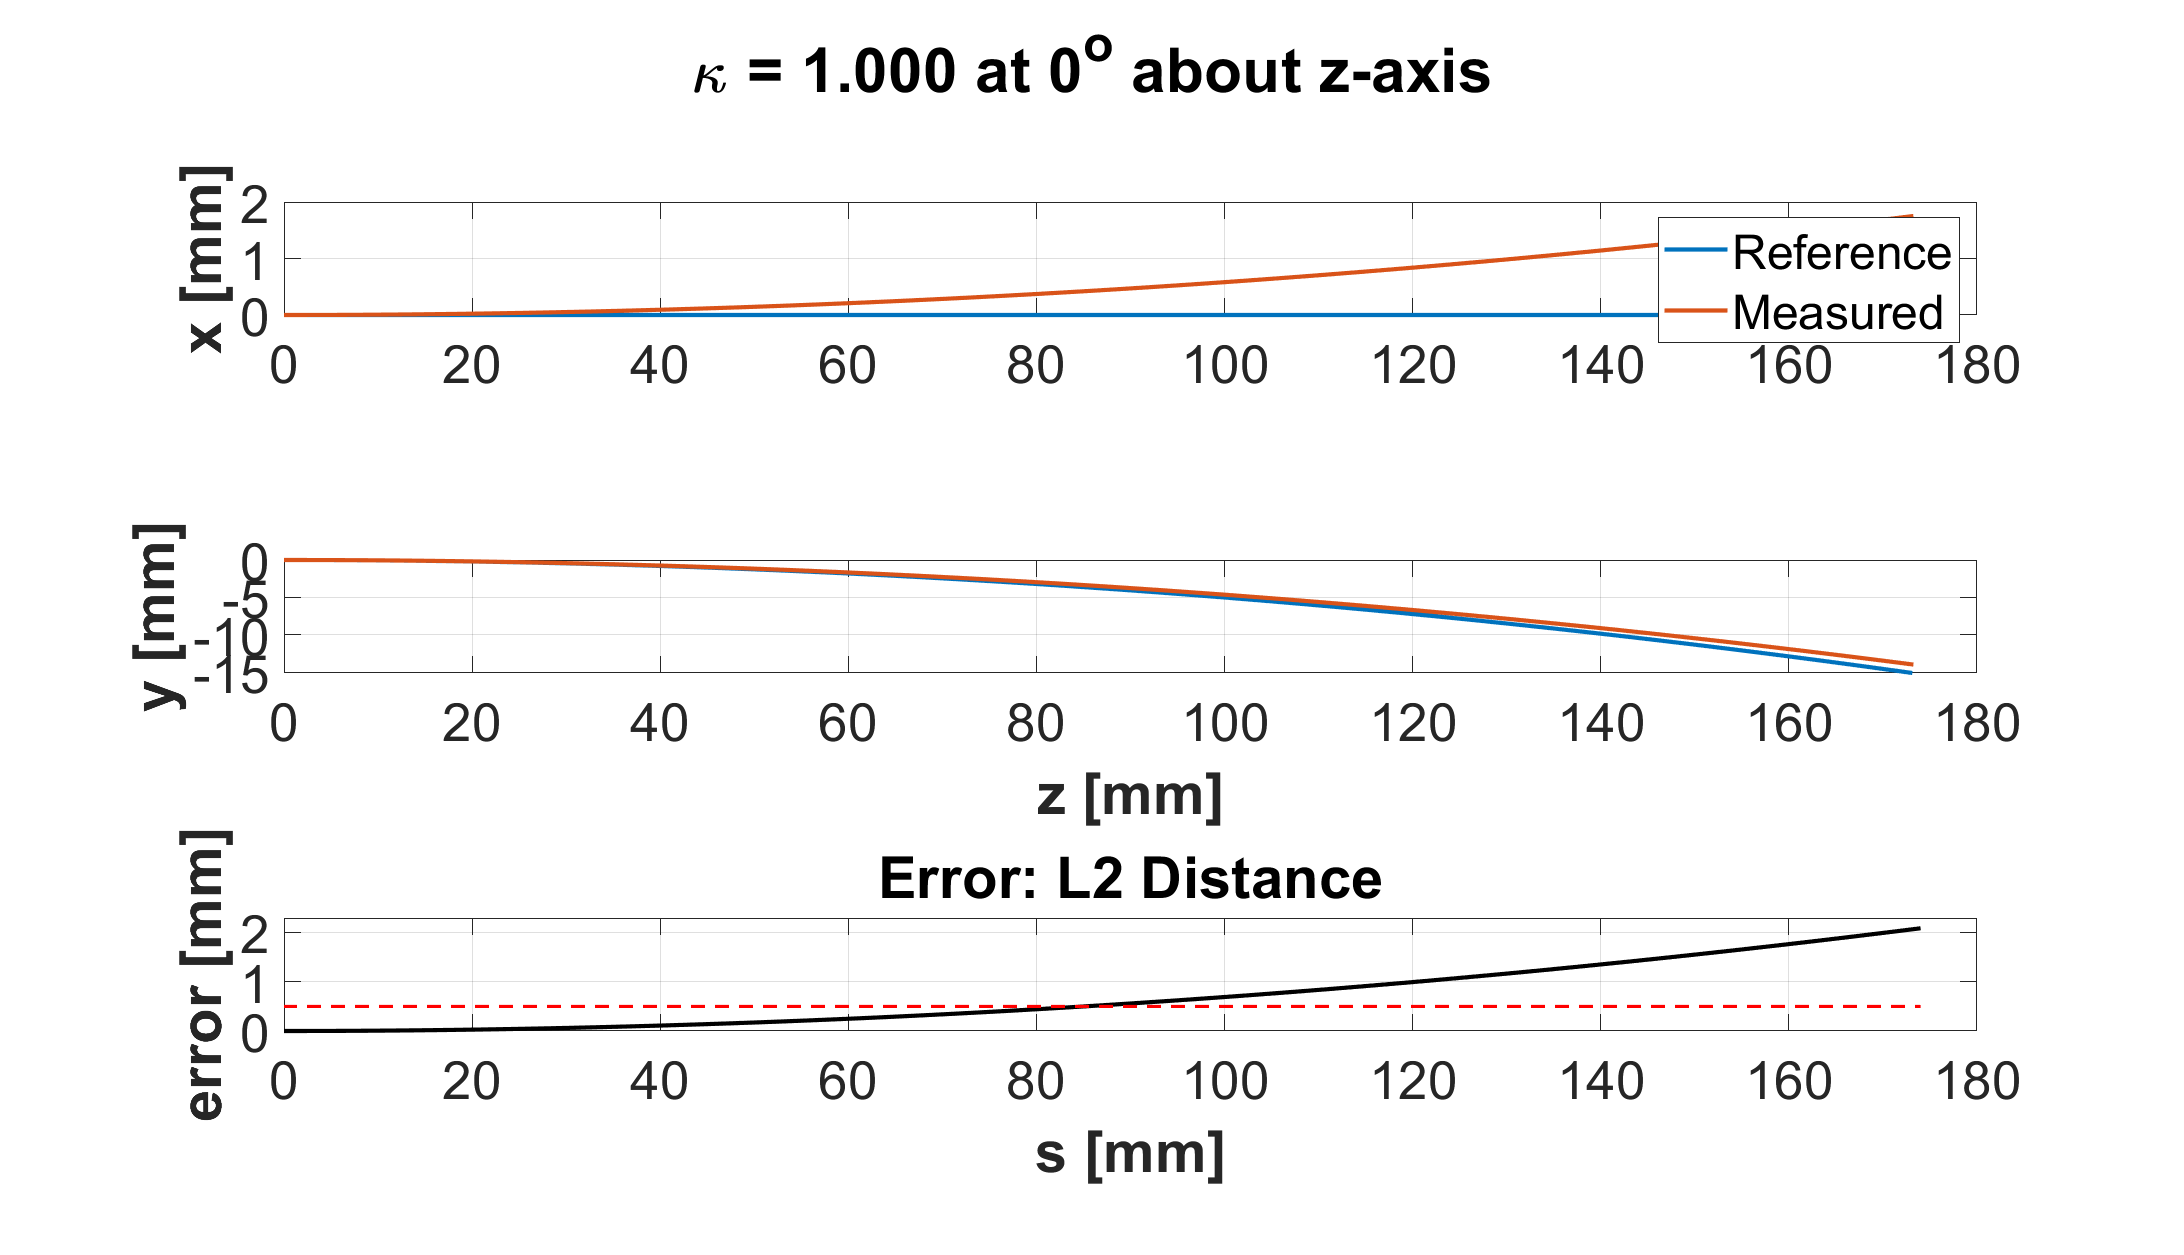 κ = 1.000 at 0° about z-axis
x [mm]
2
1
0
Reference
Measured
0 20 40 60 80 100 120 140 160 180
y [mm]
0
-5
-10
-15
0 20 40 60 80 100 120 140 160 180
z [mm]
Error: L2 Distance
error [mm]
2
1
0
0 20 40 60 80 100 120 140 160 180
s [mm]